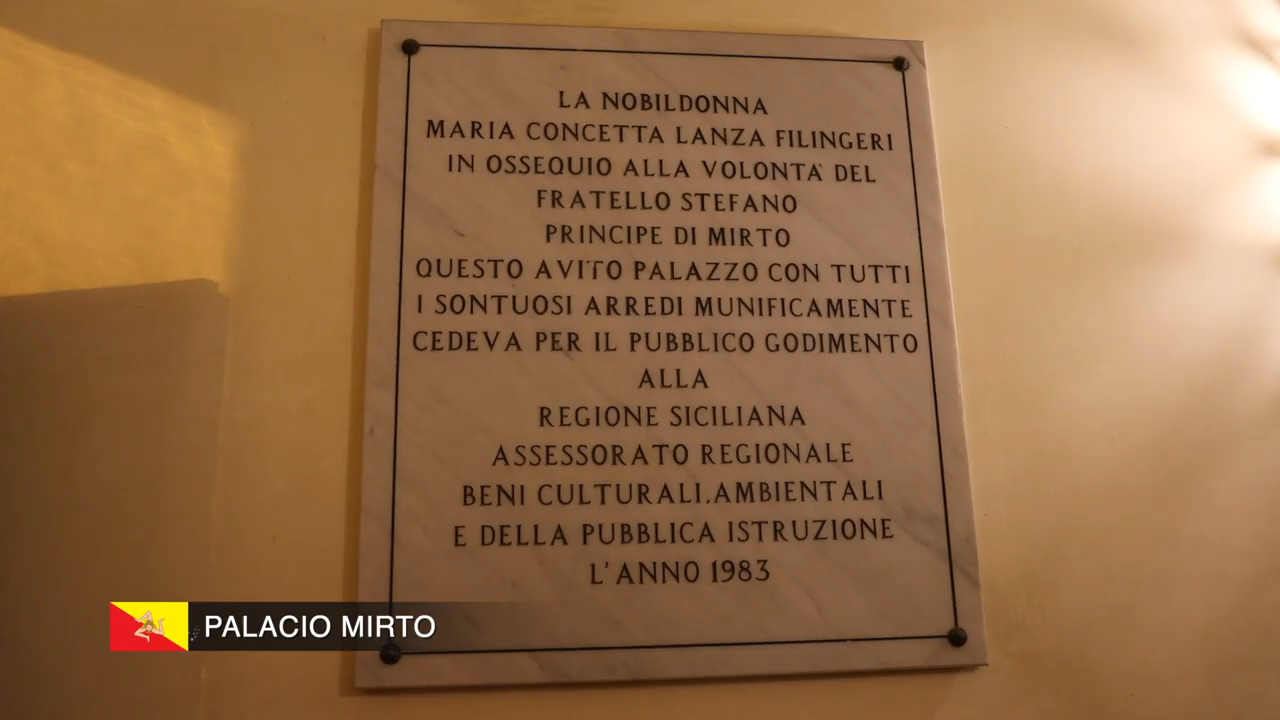 LA NOBILDONNA
MARIA CONCETTA LANZA FILINGERI
IN OSSEQUIO ALLA VOLONTA' DEL
FRATELLO STEFANO
PRINCIPE DI MIRTO
QUESTO AVITO PALAZZO CON TUTTI
I SONTUOSI ARREDI MUNIFICAMENTE
CEDEVA PER IL PUBBLICO GODIMENTO
ALLA
REGIONE SICILIANA
ASSESSORATO REGIONALE
BENI CULTURALI.AMBIENTALI
E DELLA PUBBLICA ISTRUZIONE
L'ANNO 1983
PALACIO MIRTO